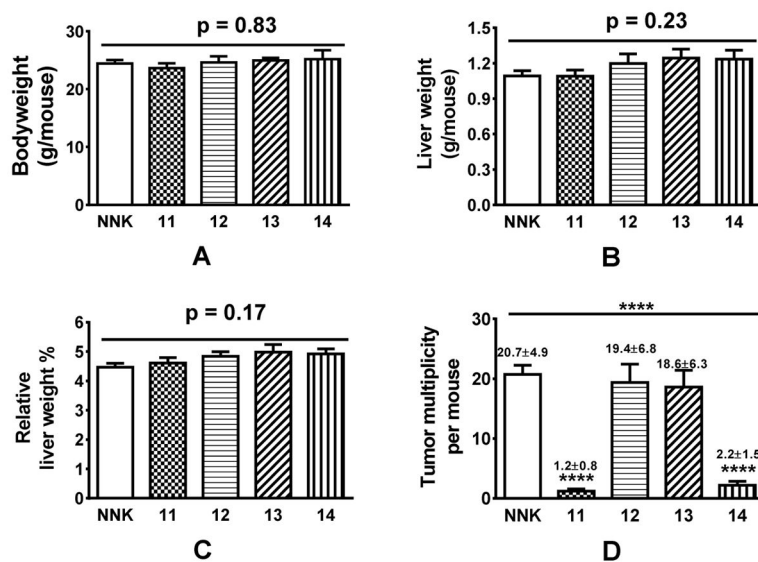 p = 0.83
Bodyweight
(g/mouse)
30
20
10
0
NNK 11 12 13 14
A
p = 0.23
Liver weight
(g/mouse)
1.5
1.2
0.9
0.6
0.3
0.0
NNK 11 12 13 14
B
p = 0.17
Relative
liver weight %
6
5
4
3
2
1
0
NNK 11 12 13 14
C
****
Tumor multiplicity
per mouse
30
20
10
0
20.7±4.9
1.2±0.8
****
19.4±6.8
18.6±6.3
2.2±1.5
****
NNK 11 12 13 14
D